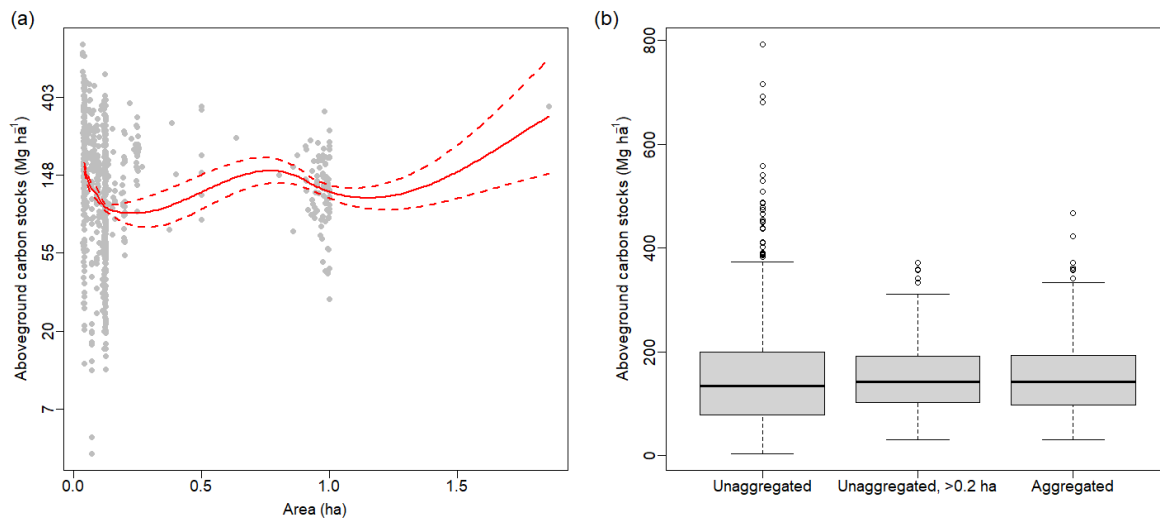 (a)
Aboveground carbon stocks (Mg ha⁻¹)
403
148
55
20
7
0.0 0.5 1.0 1.5
Area (ha)
(b)
Aboveground carbon stocks (Mg ha⁻¹)
800
600
400
200
0
Unaggregated Unaggregated, >0.2 ha Aggregated